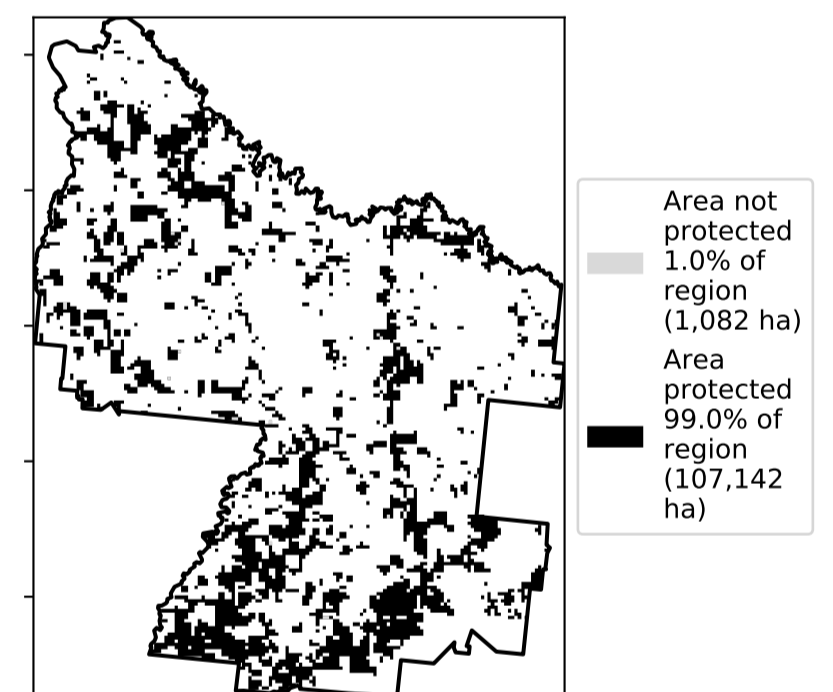 Area not
protected
1.0% of
region
(1,082 ha)
Area
protected
99.0% of
region
(107,142
ha)